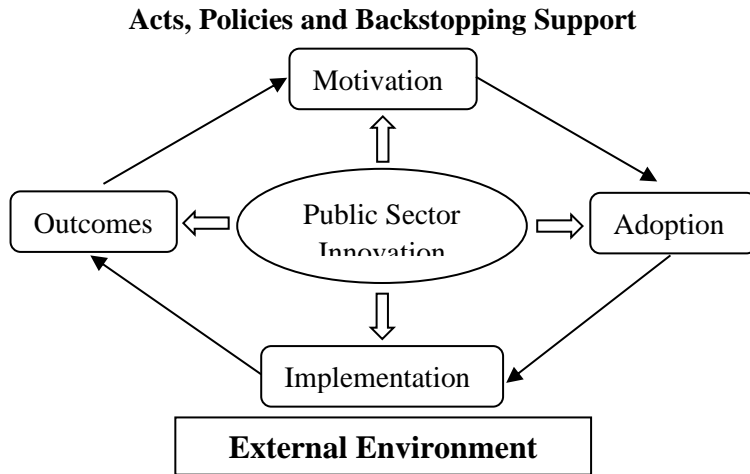 Acts, Policies and Backstopping Support
Motivation
Outcomes
Public Sector
Innovation
Adoption
Implementation
External Environment